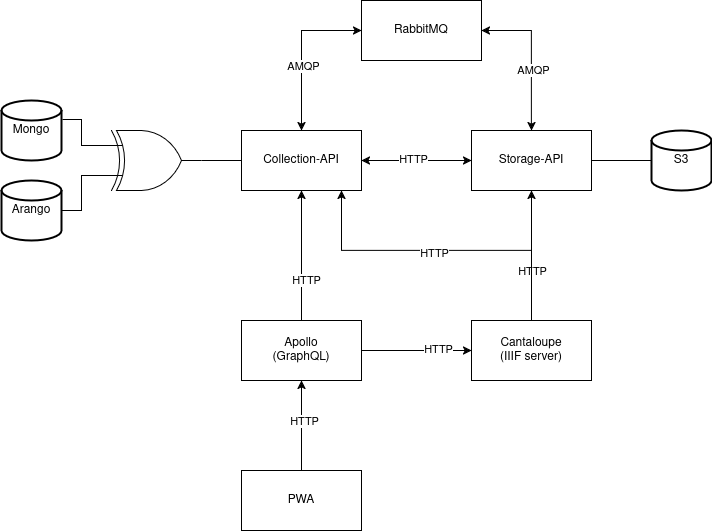 RabbitMQ
AMQP
AMQP
Mongo
Collection-API
HTTP
Storage-API
S3
Arango
HTTP
HTTP
HTTP
Apollo
(GraphQL)
HTTP
Cantaloupe
(IIIF server)
HTTP
PWA